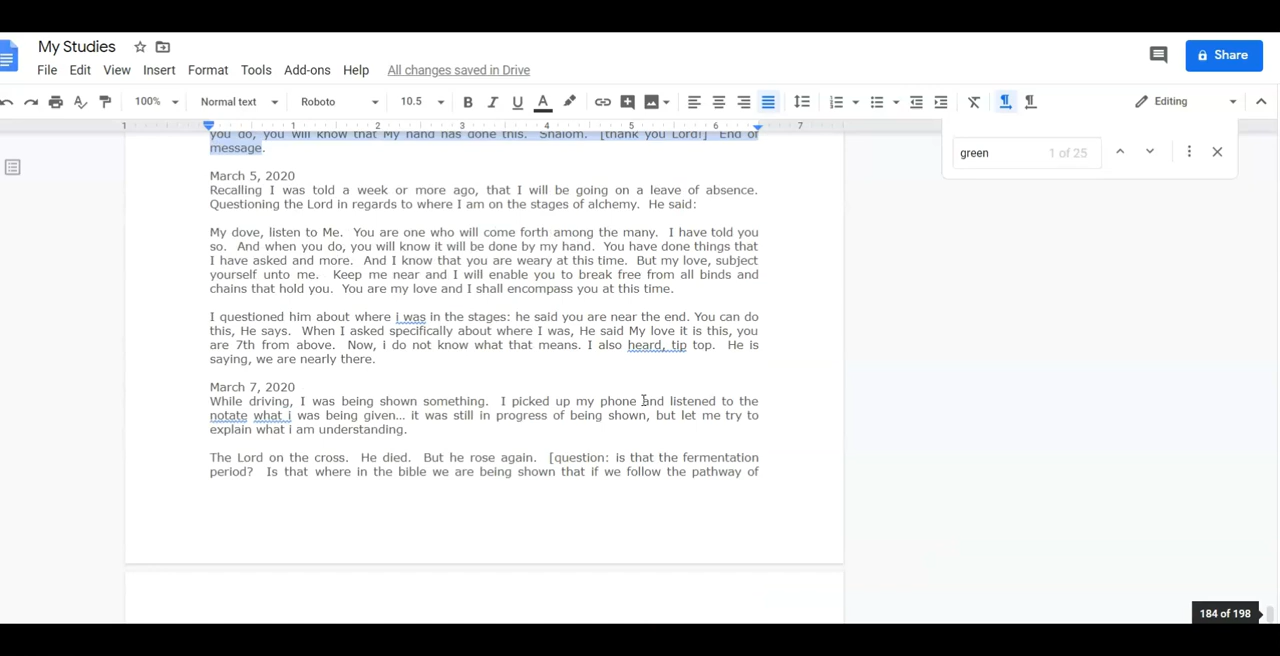 My Studies
Share
File Edit View Insert Format Tools Add-ons Help All changes saved in Drive
100% Normal text Roboto 10.5 B I U A Editing
1 1 2 3 4 5 6 7
green 1 of 25
you do, you will know that My hand has done this. Shalom. [thank you Lord!] End of
message.
March 5, 2020
Recalling I was told a week or more ago, that I will be going on a leave of absence.
Questioning the Lord in regards to where I am on the stages of alchemy. He said:
My dove, listen to Me. You are one who will come forth among the many. I have told you
so. And when you do, you will know it will be done by my hand. You have done things that
I have asked and more. And I know that you are weary at this time. But my love, subject
yourself unto me. Keep me near and I will enable you to break free from all binds and
chains that hold you. You are my love and I shall encompass you at this time.
I questioned him about where i was in the stages: he said you are near the end. You can do
this, He says. When I asked specifically about where I was, He said My love it is this, you
are 7th from above. Now, i do not know what that means. I also heard, tip top. He is
saying, we are nearly there.
March 7, 2020
While driving, I was being shown something. I picked up my phone and listened to the
notate what i was being given... it was still in progress of being shown, but let me try to
explain what i am understanding.
The Lord on the cross. He died. But he rose again. [question: is that the fermentation
period? Is that where in the bible we are being shown that if we follow the pathway of
184 of 198